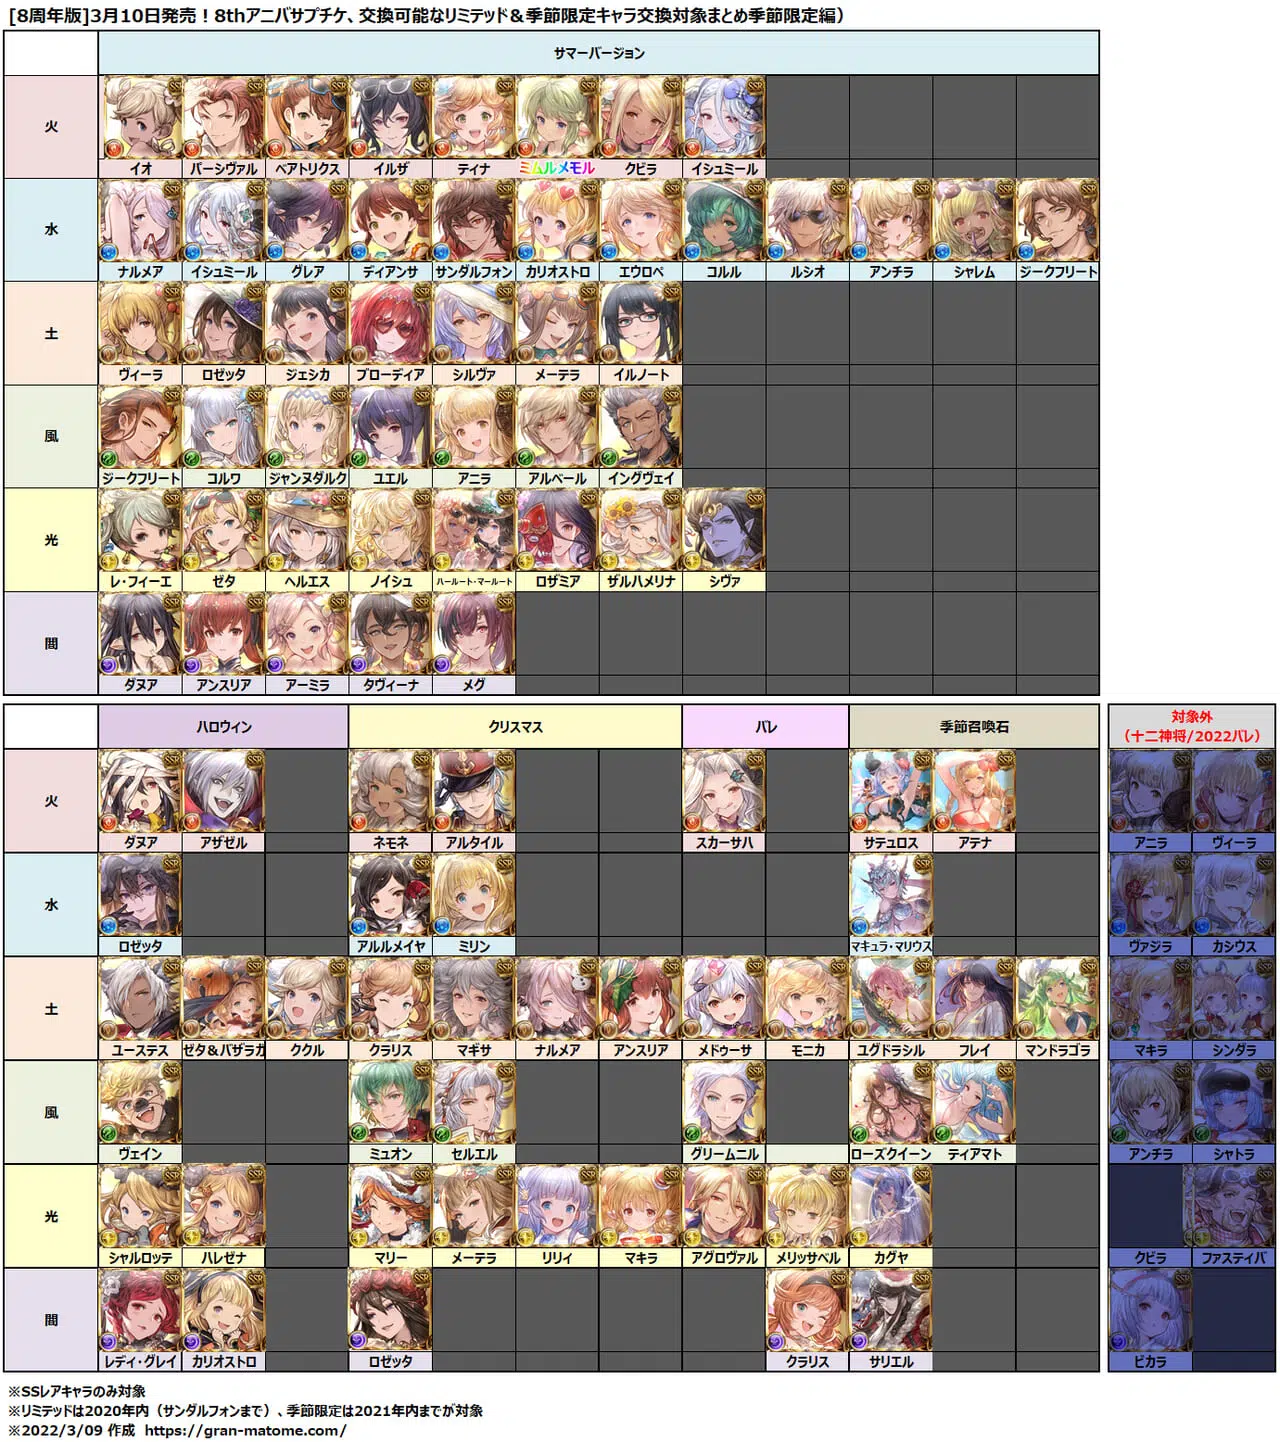 [8周年版]3月10日発売！8thアニバサプチケ、交換可能なリミテッド＆季節限定キャラ交換対象まとめ季節限定編）
サマーバージョン
火
イオ パーシヴァル ベアトリクス イルザ ティナ ミムルメモル クビラ イシュミール
水
ナルメア イシュミール グレア ディアンサ サンダルフォン カリオストロ エウロペ コルル ルシオ アンチラ シャレム ジークフリート
土
ヴィーラ ロゼッタ ジェシカ ブローディア シルヴァ メーテラ イルノート
風
ジークフリート コルワ ジャンヌダルク ユエル アニラ アルベール イングヴェイ
光
レ・フィーエ ゼタ ヘルエス ノイシュ ハールート・マールート ロザミア ザルハメリナ シヴァ
闇
ダヌア アンスリア アーミラ タヴィーナ メグ
ハロウィン クリスマス バレ 季節召喚石 対象外
（十二神将/2022バレ）
火
ダヌア アザゼル ネモネ アルタイル スカーサハ サテュロス アテナ アニラ ヴィーラ
水
ロゼッタ アルルメイヤ ミリン マキュラ・マリウス ヴァジラ カシウス
土
ユーステス ゼタ＆バザラガ ククル クラリス マギサ ナルメア アンスリア メドゥーサ モニカ ユグドラシル フレイ マンドラゴラ マキラ シンダラ
風
ヴェイン ミュオン セルエル グリームニル ローズクイーン ティアマト アンチラ シャトラ
光
シャルロッテ ハレゼナ マリー メーテラ リリィ マキラ アグロヴァル メリッサベル カグヤ クビラ ファスティバ
闇
レディ・グレイ カリオストロ ロゼッタ クラリス サリエル ビカラ
※SSレアキャラのみ対象
※リミテッドは2020年内（サンダルフォンまで）、季節限定は2021年内までが対象
※2022/3/09 作成 https://gran-matome.com/